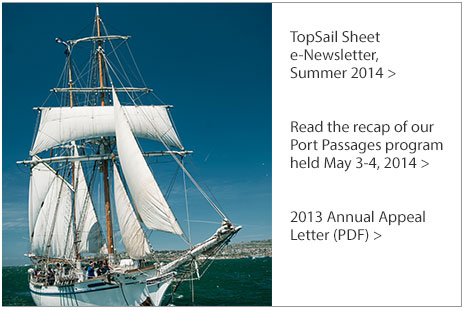 TopSail Sheet
e-Newsletter,
Summer 2014 >
Read the recap of our
Port Passages program
held May 3-4, 2014 >
2013 Annual Appeal
Letter (PDF) >